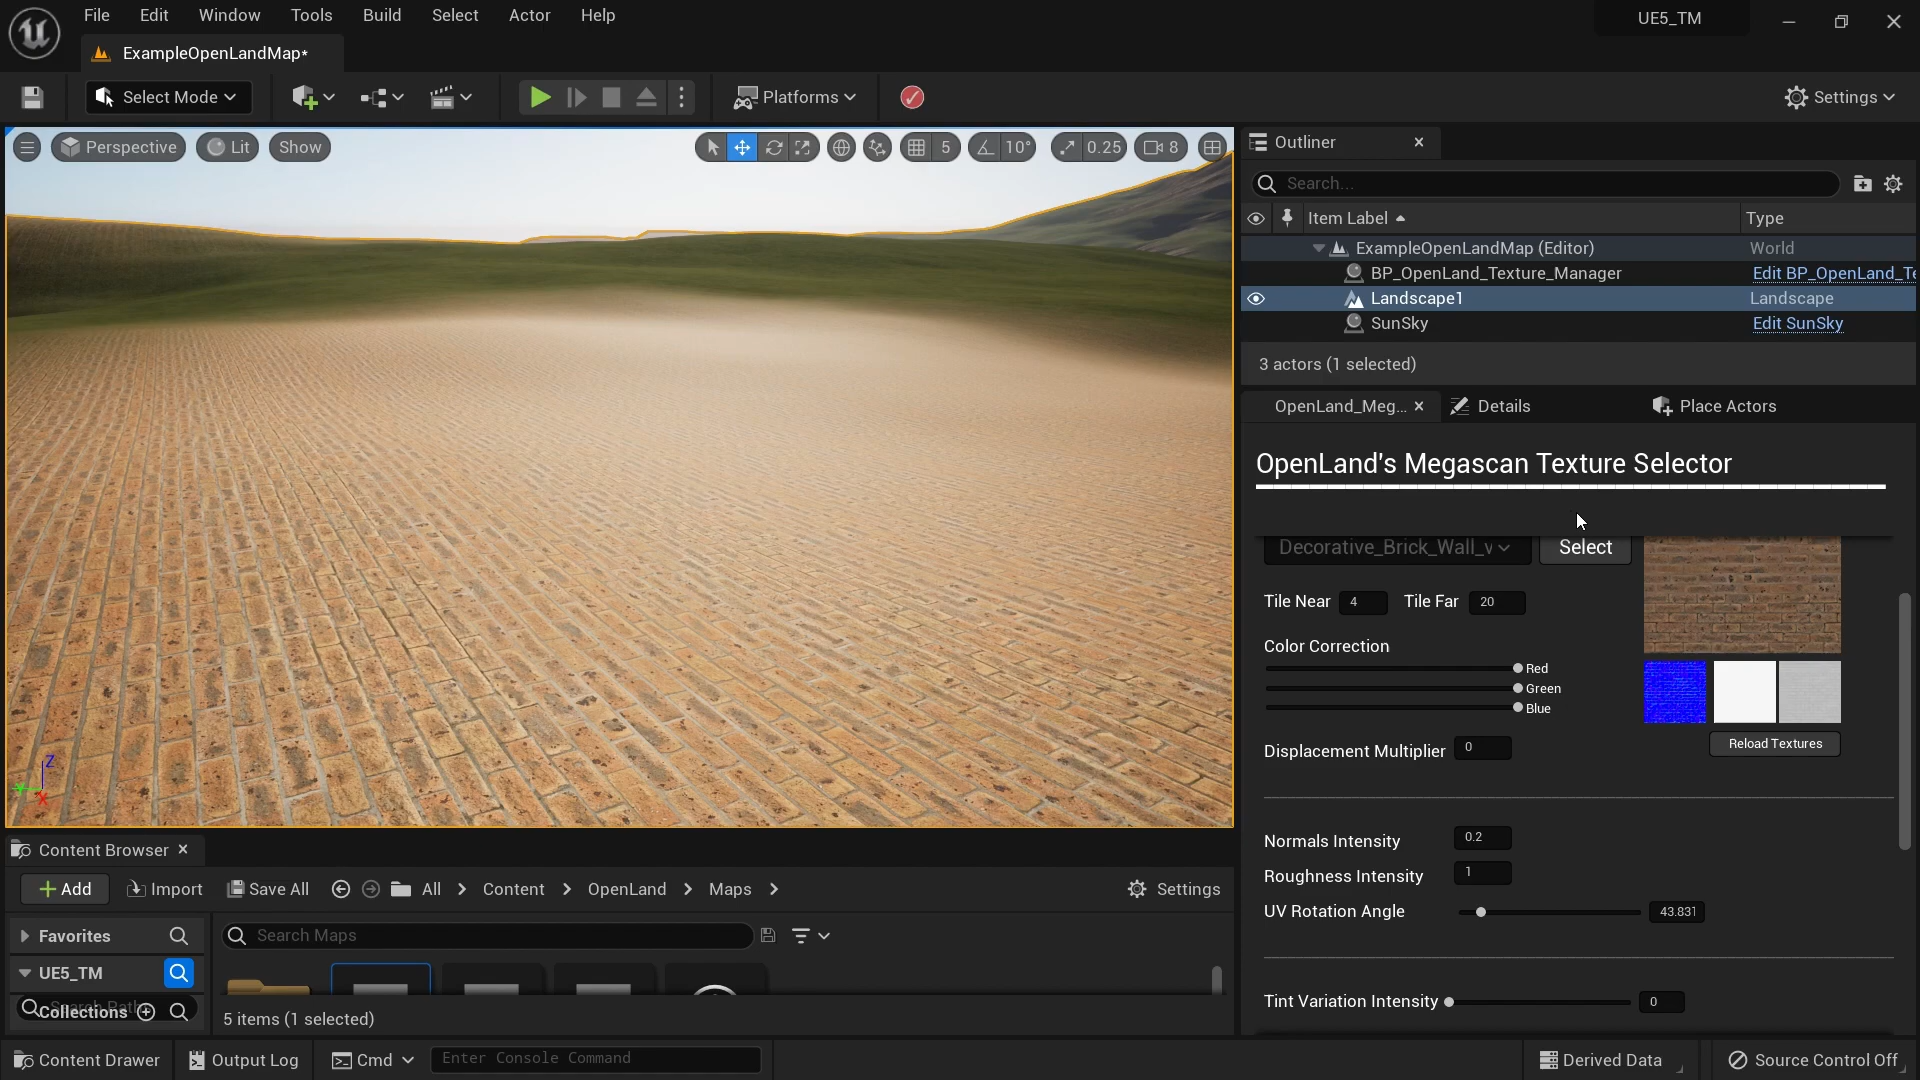 File Edit Window Tools Build Select Actor Help
UE5_TM
ExampleOpenLandMap*
Select Mode
Platforms
Settings
Perspective
Lit
Show
5
10°
0.25
8
Outliner
Search...
Item Label
Type
ExampleOpenLandMap (Editor)
World
BP_OpenLand_Texture_Manager
Edit BP_OpenLand_Te
Landscape1
Landscape
SunSky
Edit SunSky
3 actors (1 selected)
OpenLand_Meg...
Details
Place Actors
OpenLand's Megascan Texture Selector
Decorative_Brick_Wall_v
Select
Tile Near 4 Tile Far 20
Color Correction
Red
Green
Blue
Displacement Multiplier 0
Reload Textures
Normals Intensity 0.2
Roughness Intensity 1
UV Rotation Angle 43.831
Tint Variation Intensity 0
Z
Y
X
Content Browser
Add
Import
Save All
All
Content
OpenLand
Maps
Settings
Favorites
Search Maps
UE5_TM
Collections
5 items (1 selected)
Content Drawer
Output Log
Cmd
Enter Console Command
Derived Data
Source Control Off